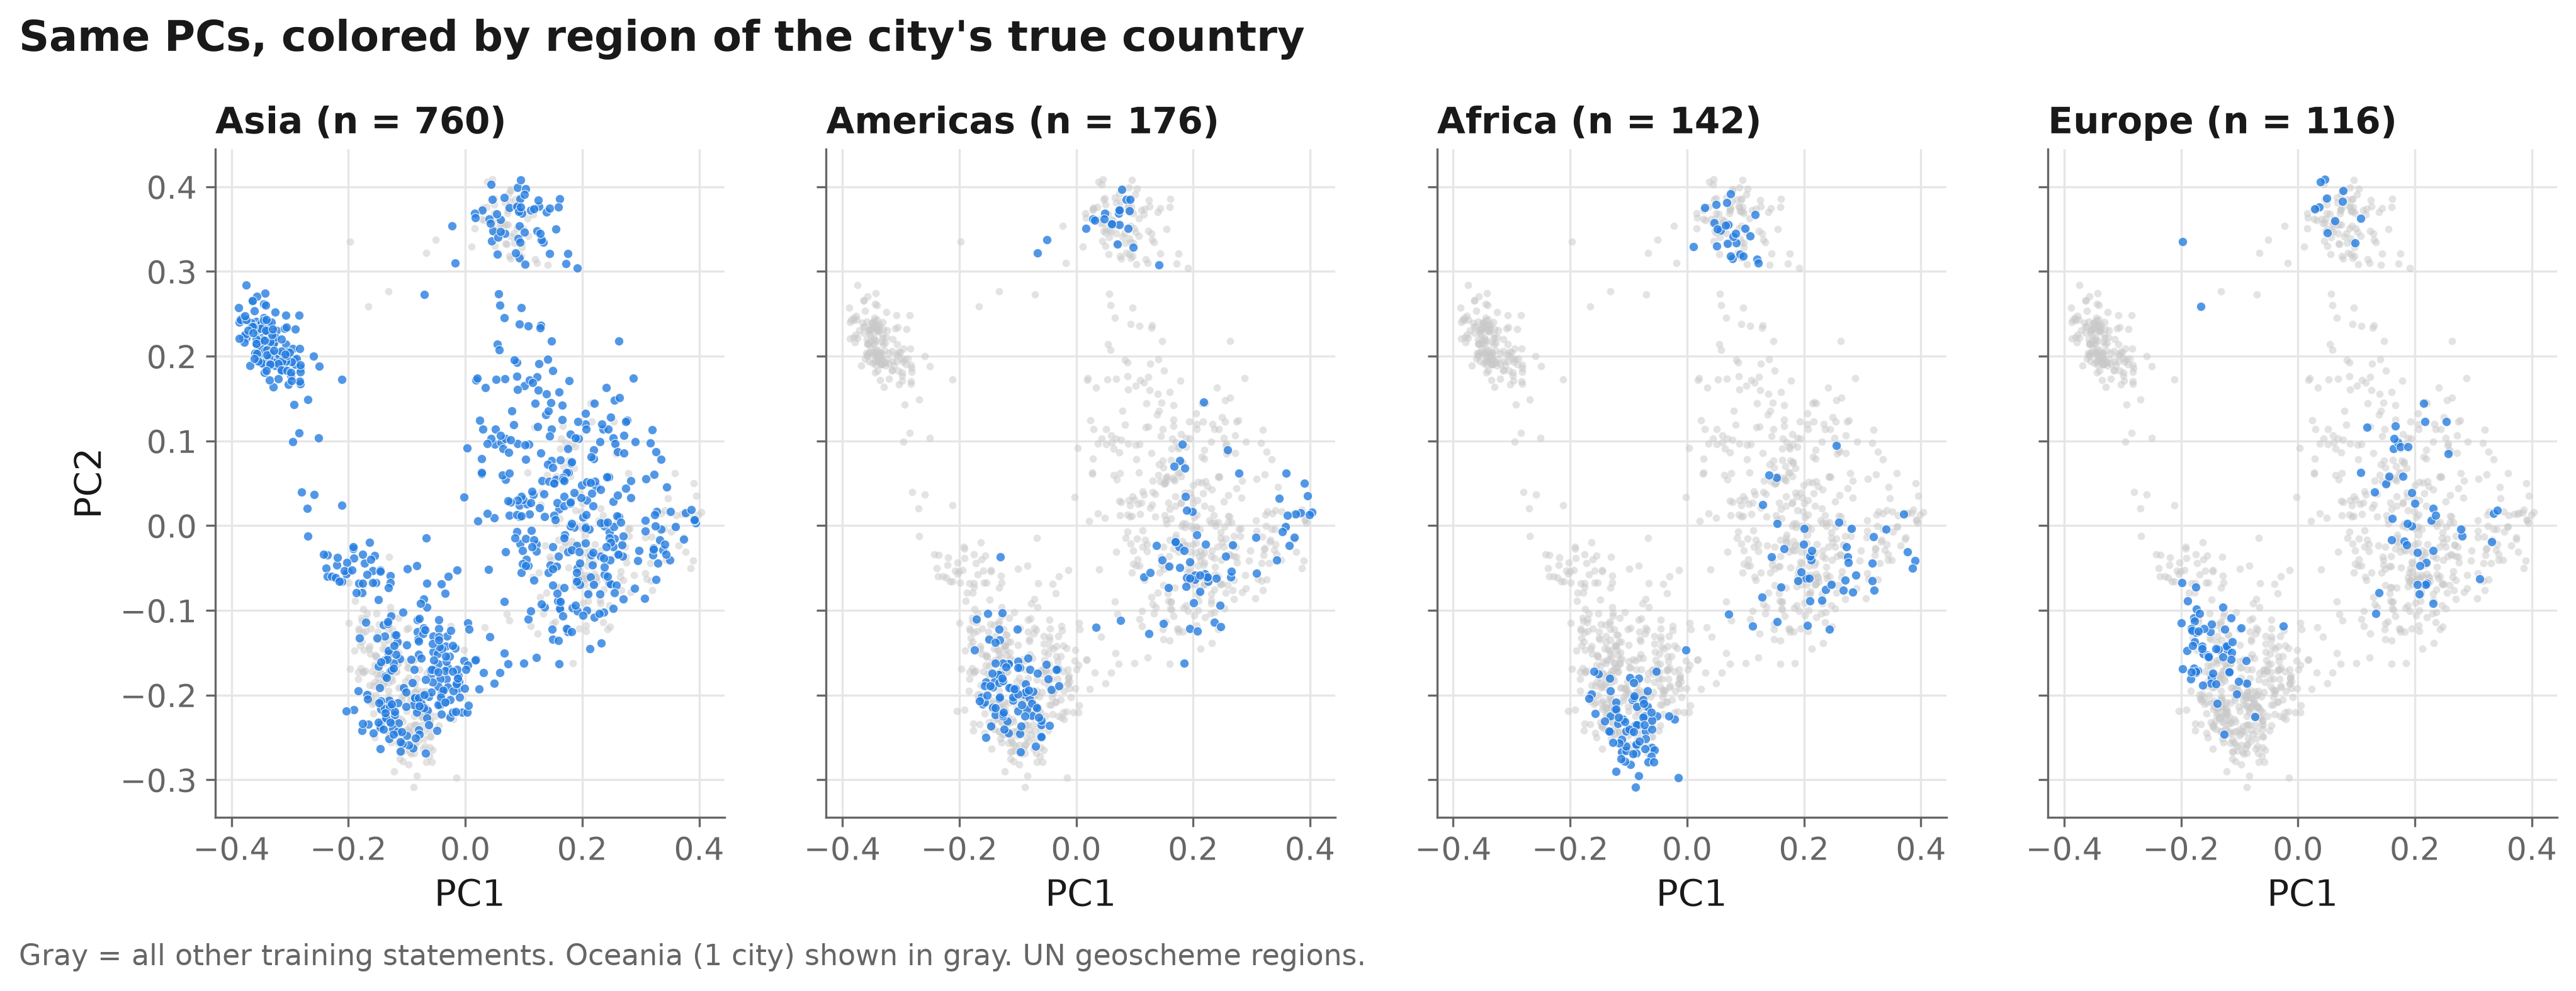 Same PCs, colored by region of the city's true country
Asia (n = 760)
Americas (n = 176)
Africa (n = 142)
Europe (n = 116)
PC2
0.4
0.3
0.2
0.1
0.0
−0.1
−0.2
−0.3
−0.4 −0.2 0.0 0.2 0.4
−0.4 −0.2 0.0 0.2 0.4
−0.4 −0.2 0.0 0.2 0.4
−0.4 −0.2 0.0 0.2 0.4
PC1
PC1
PC1
PC1
Gray = all other training statements. Oceania (1 city) shown in gray. UN geoscheme regions.